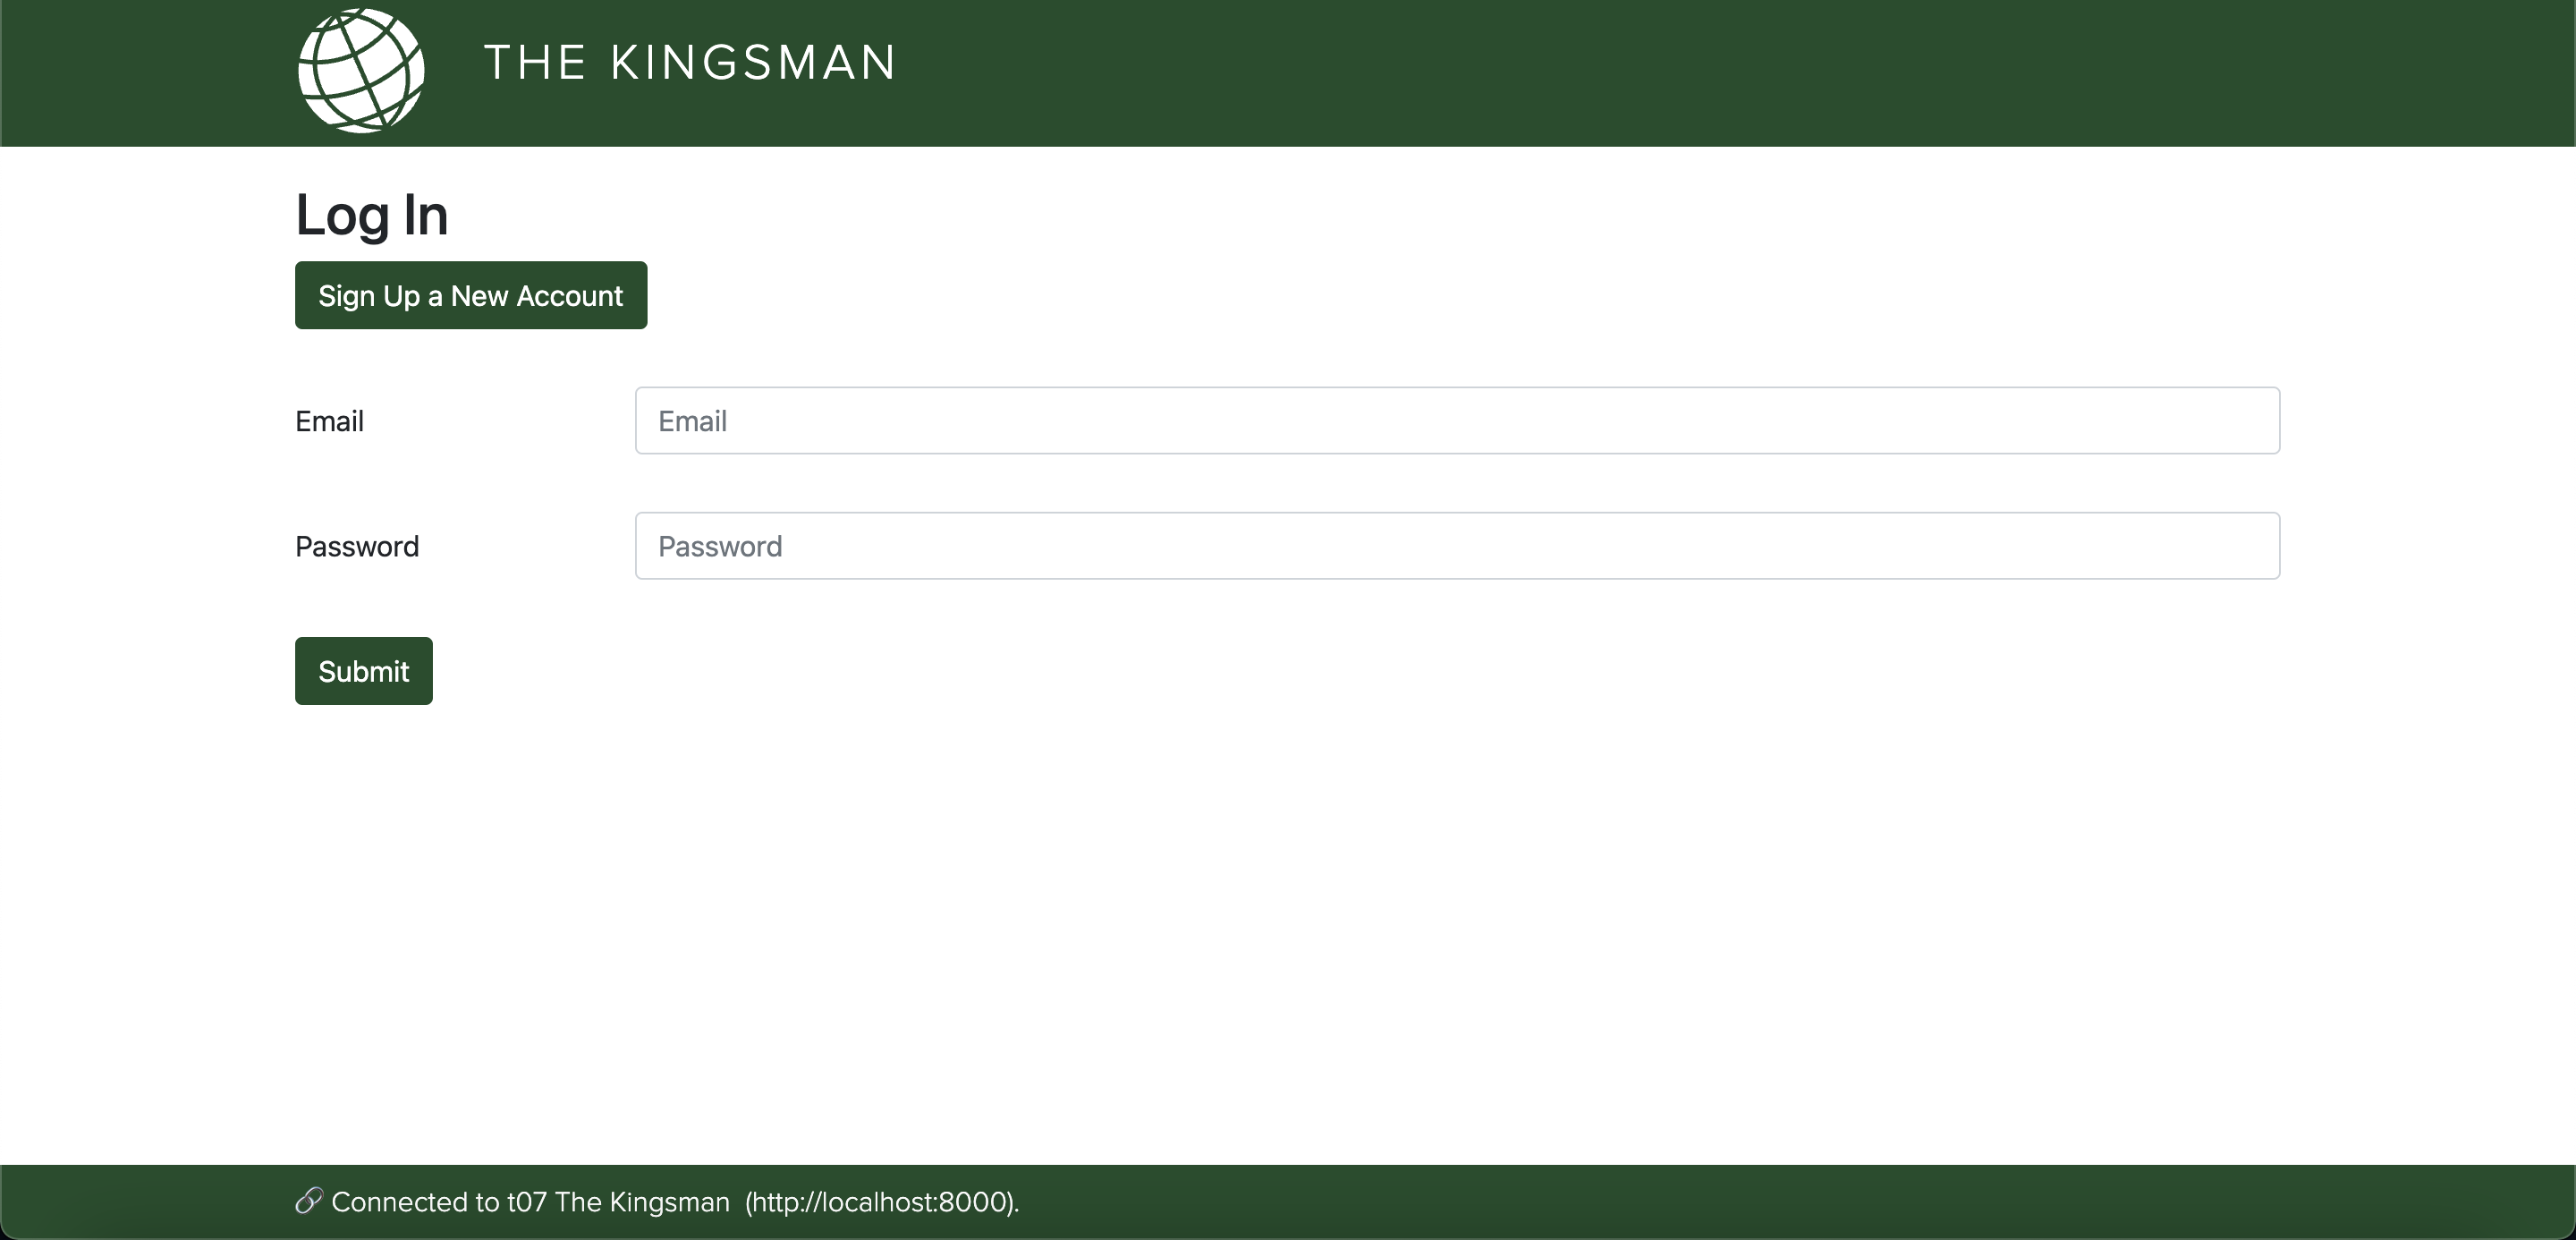 THE KINGSMAN
Log In
Sign Up a New Account
Email Email
Password Password
Submit
🔗 Connected to t07 The Kingsman (http://localhost:8000).